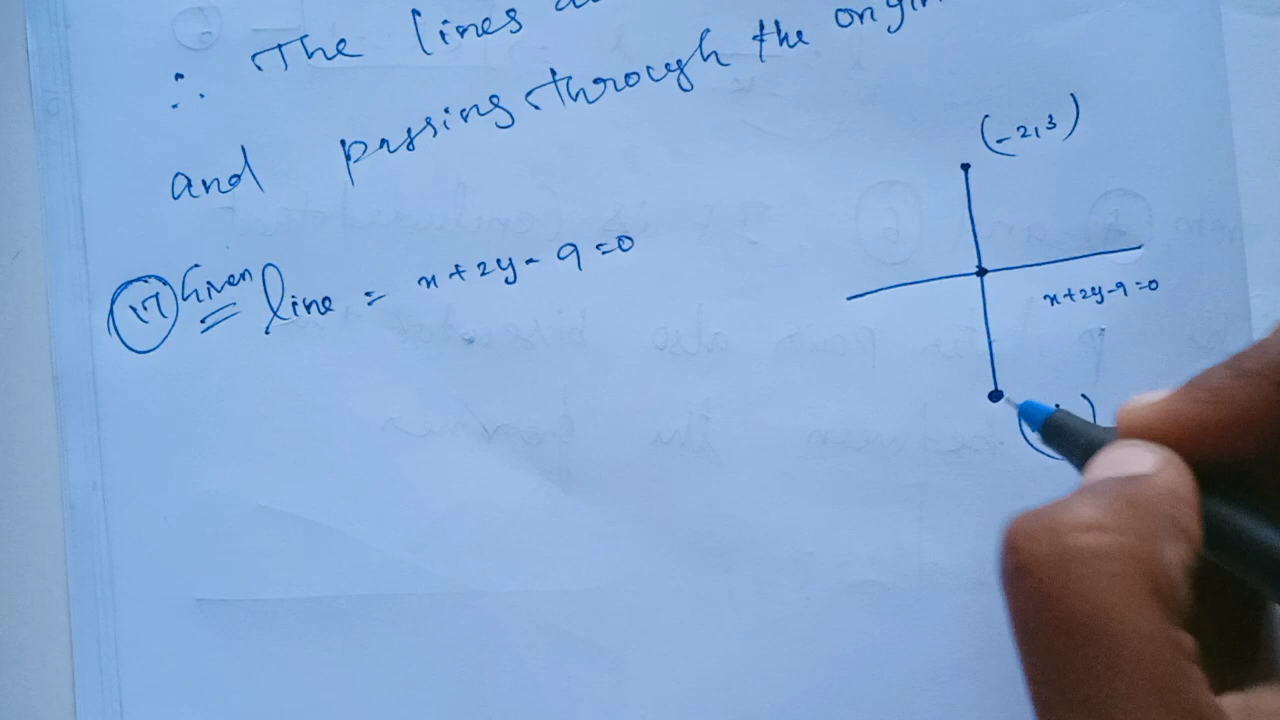 ∴ The lines
and passing through the origin
(17) Given line = x+2y-9=0
(-2,3)
x+2y-9=0